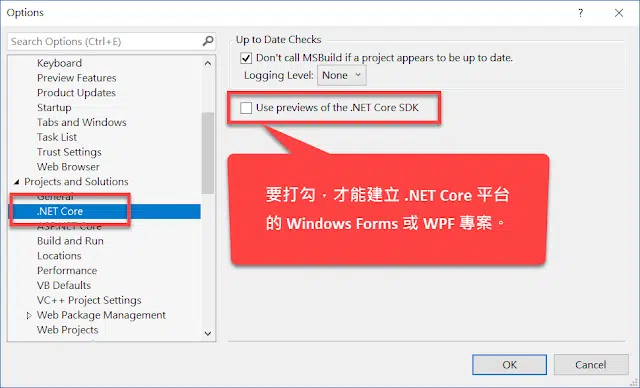 Options
?
Search Options (Ctrl+E)
Keyboard
Preview Features
Product Updates
Startup
Tabs and Windows
Task List
Trust Settings
Web Browser
Projects and Solutions
General
.NET Core
ASP.NET Core
Build and Run
Locations
Performance
VB Defaults
VC++ Project Settings
Web Package Management
Web Projects
Up to Date Checks
Don't call MSBuild if a project appears to be up to date.
Logging Level: None
Use previews of the .NET Core SDK
要打勾,才能建立 .NET Core 平台
的 Windows Forms 或 WPF 專案。
OK Cancel